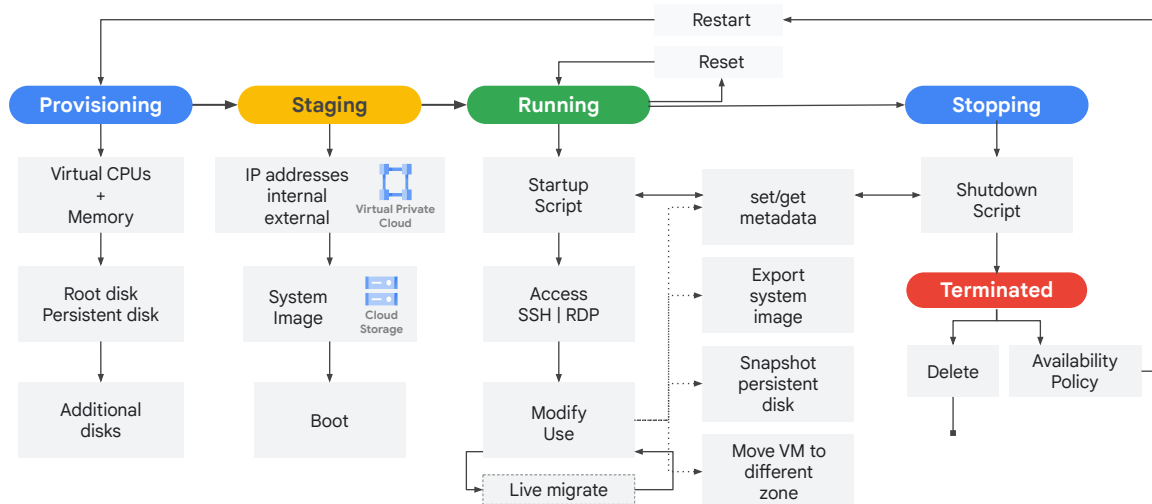 Restart
Reset
Provisioning
Staging
Running
Stopping
Virtual CPUs
+
Memory
IP addresses
internal
external
Virtual Private
Cloud
Startup
Script
set/get
metadata
Shutdown
Script
Root disk
Persistent disk
System
Image
Cloud
Storage
Access
SSH | RDP
Export
system
image
Terminated
Additional
disks
Boot
Modify
Use
Snapshot
persistent
disk
Delete
Availability
Policy
Live migrate
Move VM to
different
zone